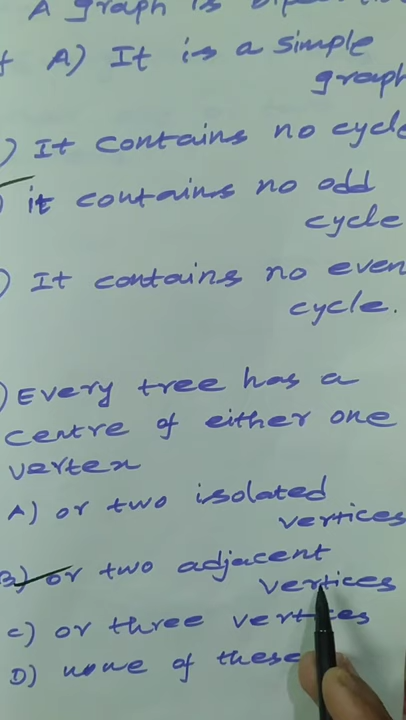 A graph is
A) It is a simple
graph
) It contains no cycle
) it contains no odd
cycle
) It contains no even
cycle.
) Every tree has a
centre of either one
vertex
A) or two isolated
vertices
B) or two adjacent
vertices
C) or three vertices
D) none of these